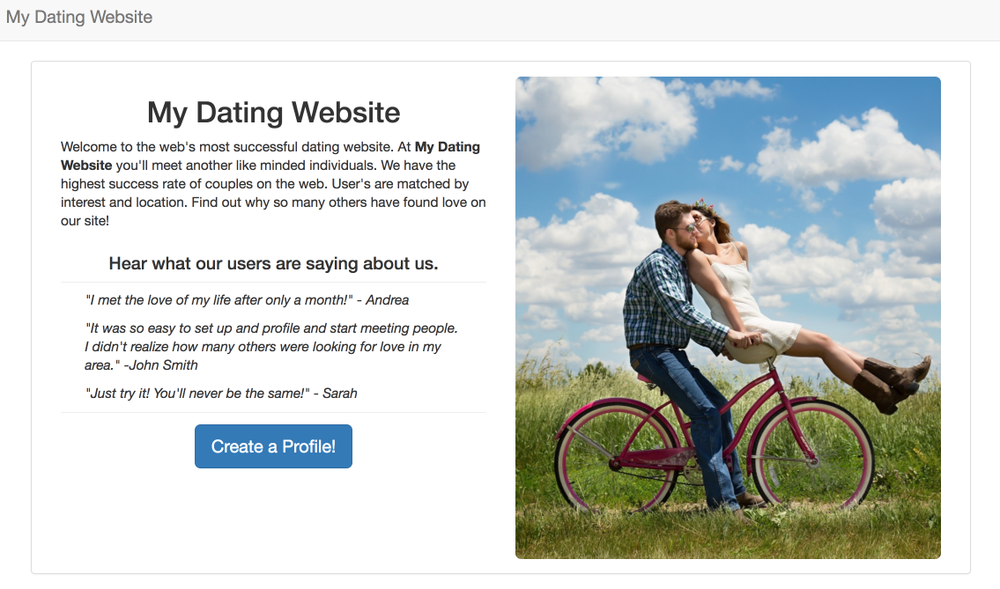 My Dating Website
My Dating Website
Welcome to the web's most successful dating website. At My Dating
Website you'll meet another like minded individuals. We have the
highest success rate of couples on the web. User's are matched by
interest and location. Find out why so many others have found love on
our site!
Hear what our users are saying about us.
"I met the love of my life after only a month!" - Andrea
"It was so easy to set up and profile and start meeting people.
I didn't realize how many others were looking for love in my
area." -John Smith
"Just try it! You'll never be the same!" - Sarah
Create a Profile!